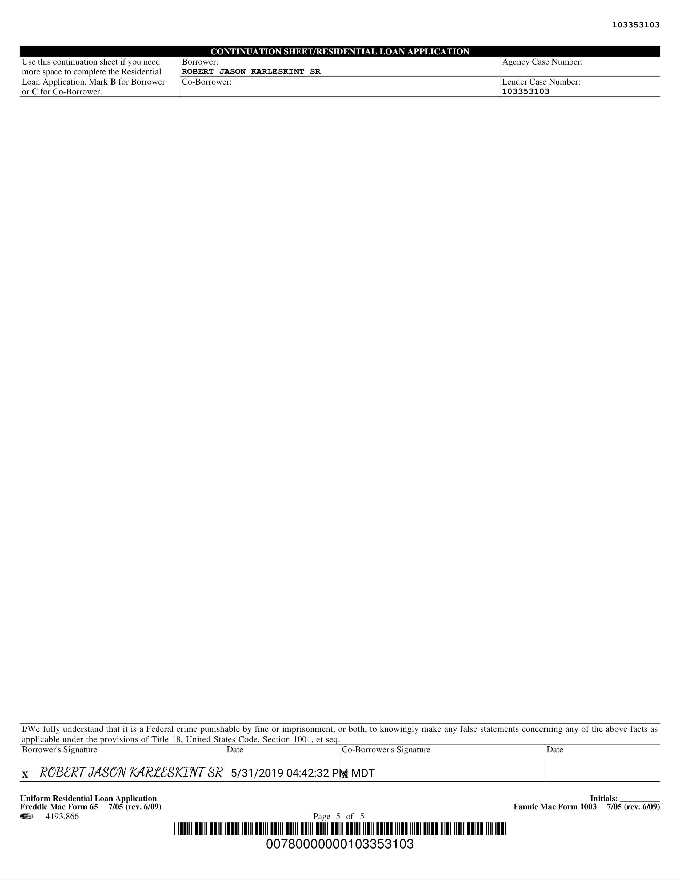 103353103
CONTINUATION SHEET/RESIDENTIAL LOAN APPLICATION
Use this continuation sheet if you need
more space to complete the Residential
Loan Application. Mark B for Borrower
or C for Co-Borrower.
Borrower:
ROBERT JASON KARLESKINT SR
Agency Case Number:
Co-Borrower:
Lender Case Number:
103353103
I/We fully understand that it is a Federal crime punishable by fine or imprisonment, or both, to knowingly make any false statements concerning any of the above facts as
applicable under the provisions of Title 18, United States Code, Section 1001, et seq.
Borrower's Signature Date Co-Borrower's Signature Date
X ROBERT JASON KARLESKINT SR 5/31/2019 04:42:32 PM MDT
Uniform Residential Loan Application Initials:
Freddie Mac Form 65 7/05 (rev. 6/09) Fannie Mae Form 1003 7/05 (rev. 6/09)
4193.866 Page 5 of 5
00780000000103353103